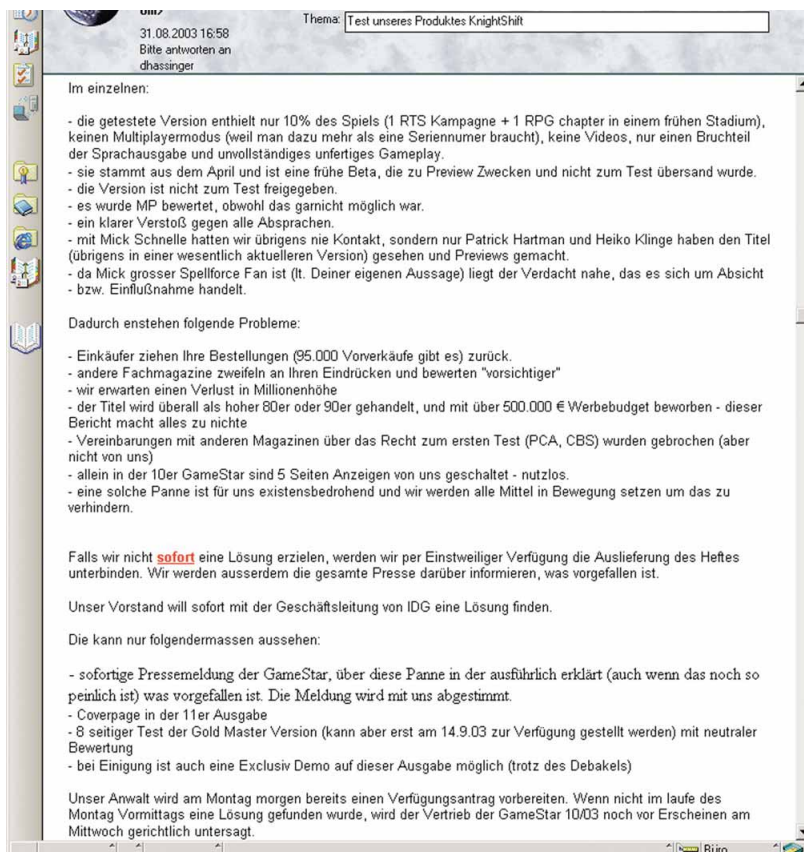 Thema: Test unseres Produktes KnightShift
31.08.2003 16:58
Bitte antworten an
dhassinger
Im einzelnen:
- die getestete Version enthielt nur 10% des Spiels (1 RTS Kampagne + 1 RPG chapter in einem frühen Stadium),
keinen Multiplayermodus (weil man dazu mehr als eine Seriennumer braucht), keine Videos, nur einen Bruchteil
der Sprachausgabe und unvollständiges unfertiges Gameplay.
- sie stammt aus dem April und ist eine frühe Beta, die zu Preview Zwecken und nicht zum Test übersand wurde.
- die Version ist nicht zum Test freigegeben.
- es wurde MP bewertet, obwohl das garnicht möglich war.
- ein klarer Verstoß gegen alle Absprachen.
- mit Mick Schnelle hatten wir übrigens nie Kontakt, sondern nur Patrick Hartman und Heiko Klinge haben den Titel
(übrigens in einer wesentlich aktuelleren Version) gesehen und Previews gemacht.
- da Mick grosser Spellforce Fan ist (lt. Deiner eigenen Aussage) liegt der Verdacht nahe, das es sich um Absicht
- bzw. Einflußnahme handelt.
Dadurch enstehen folgende Probleme:
- Einkäufer ziehen Ihre Bestellungen (95.000 Vorverkäufe gibt es) zurück.
- andere Fachmagazine zweifeln an Ihren Eindrücken und bewerten "vorsichtiger"
- wir erwarten einen Verlust in Millionenhöhe
- der Titel wird überall als hoher 80er oder 90er gehandelt, und mit über 500.000 € Werbebudget beworben - dieser
Bericht macht alles zu nichte
- Vereinbarungen mit anderen Magazinen über das Recht zum ersten Test (PCA, CBS) wurden gebrochen (aber
nicht von uns)
- allein in der 10er GameStar sind 5 Seiten Anzeigen von uns geschaltet - nutzlos.
- eine solche Panne ist für uns existensbedrohend und wir werden alle Mittel in Bewegung setzen um das zu
verhindern.
Falls wir nicht sofort eine Lösung erzielen, werden wir per Einstweiliger Verfügung die Auslieferung des Heftes
unterbinden. Wir werden ausserdem die gesamte Presse darüber informieren, was vorgefallen ist.
Unser Vorstand will sofort mit der Geschäftsleitung von IDG eine Lösung finden.
Die kann nur folgendermassen aussehen:
- sofortige Pressemeldung der GameStar, über diese Panne in der ausführlich erklärt (auch wenn das noch so
peinlich ist) was vorgefallen ist. Die Meldung wird mit uns abgestimmt.
- Coverpage in der 11er Ausgabe
- 8 seitiger Test der Gold Master Version (kann aber erst am 14.9.03 zur Verfügung gestellt werden) mit neutraler
Bewertung
- bei Einigung ist auch eine Exclusiv Demo auf dieser Ausgabe möglich (trotz des Debakels)
Unser Anwalt wird am Montag morgen bereits einen Verfügungsantrag vorbereiten. Wenn nicht im laufe des
Montag Vormittags eine Lösung gefunden wurde, wird der Vertrieb der GameStar 10/03 noch vor Erscheinen am
Mittwoch gerichtlich untersagt.
Büro